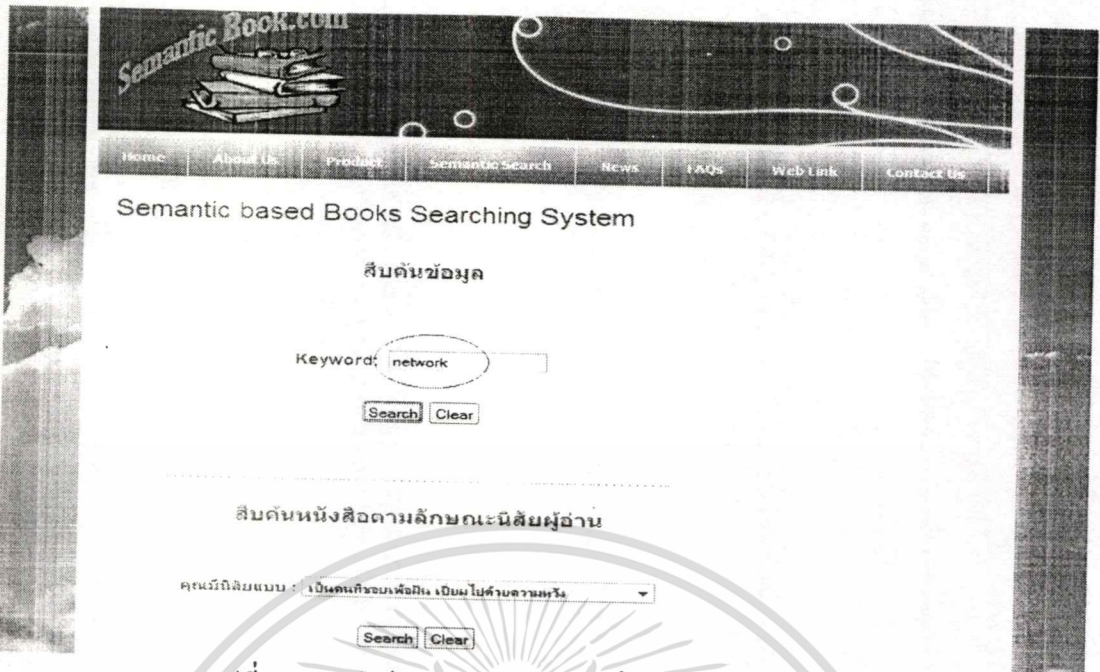 Semantic Book.com
Home About Us Product Semantic Search News FAQs Web Link Contact Us
Semantic based Books Searching System
สืบค้นข้อมูล
Keyword: network
Search Clear
สืบค้นหนังสือตามลักษณะนิสัยผู้อ่าน
คุณมีนิสัยแบบ : เป็นคนที่ชอบเพ้อฝัน เปี่ยมไปด้วยความหวัง
Search Clear